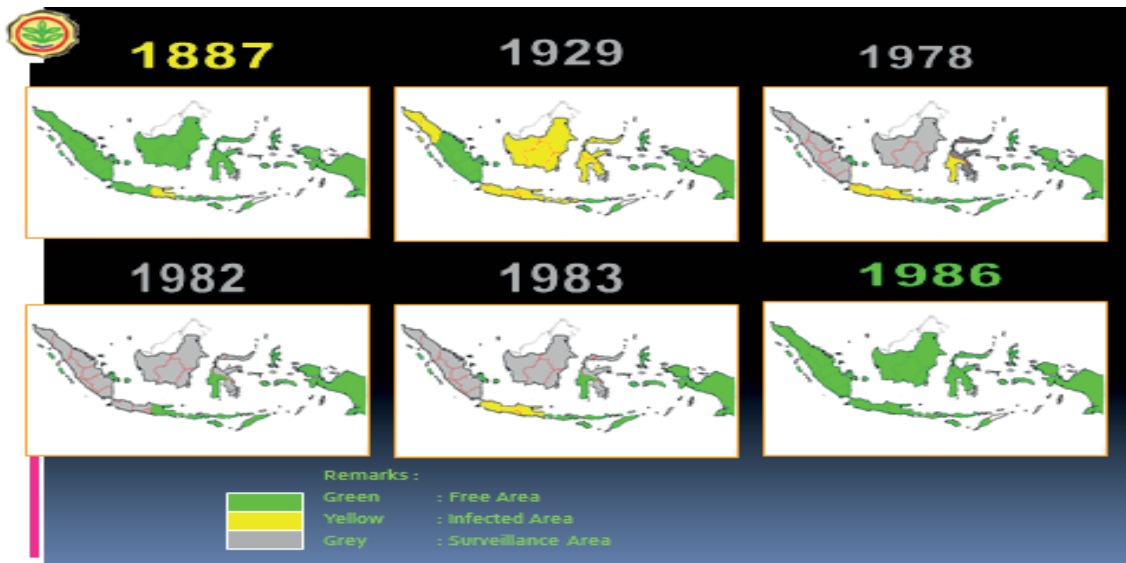 1887
1929
1978
1982
1983
1986
Remarks :
Green : Free Area
Yellow : Infected Area
Grey : Surveillance Area